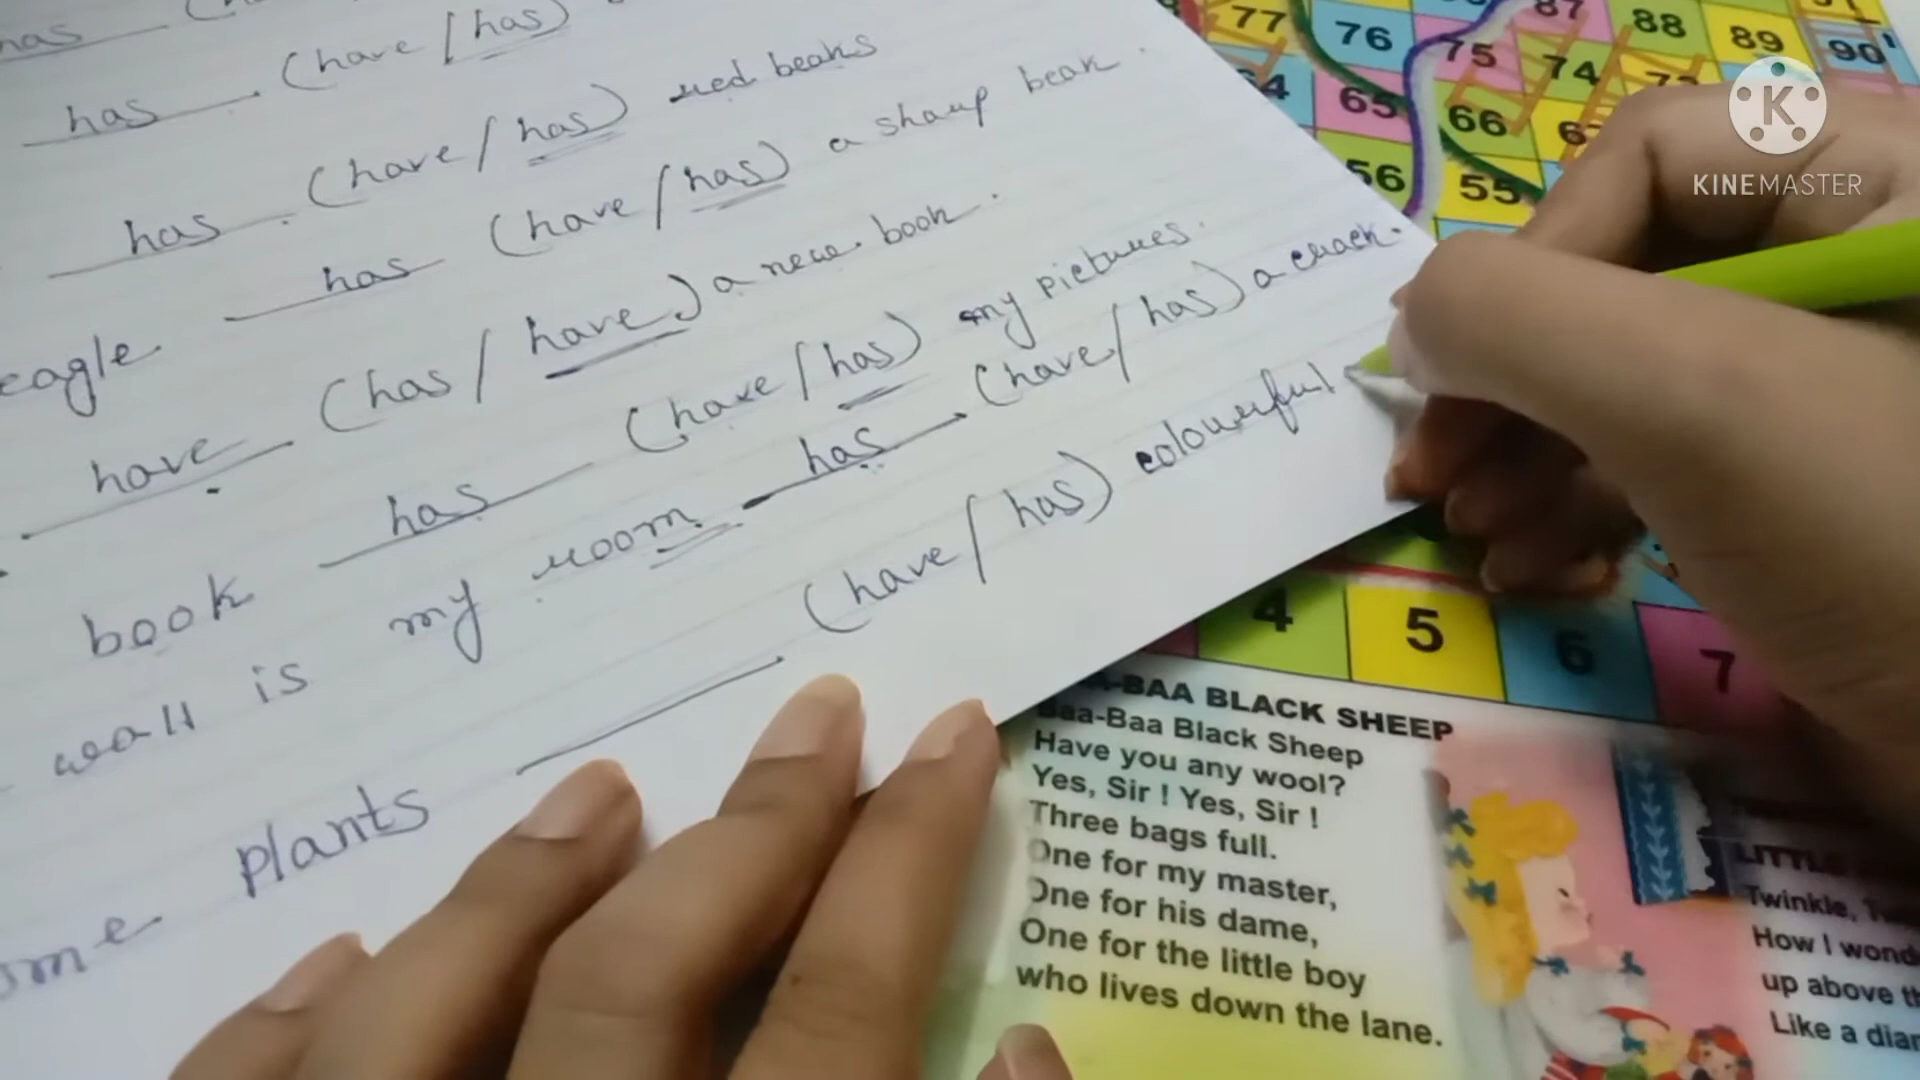 has
has (have / has)
has (have / has) red beaks
eagle has (have / has) a sharp beak.
have (has / have) a new book.
book has (have / has) my pictures.
wall is my room has (have / has) a crack.
plants (have / has) colourful
77 76 75 74 73 87 88 89 90
64 65 66
56 55
4 5 6 7
KINEMASTER
-BAA BLACK SHEEP
Baa-Baa Black Sheep
Have you any wool?
Yes, Sir ! Yes, Sir !
Three bags full.
One for my master,
One for his dame,
One for the little boy
who lives down the lane.
LITTLE
Twinkle,
How I wond
up above th
Like a diam